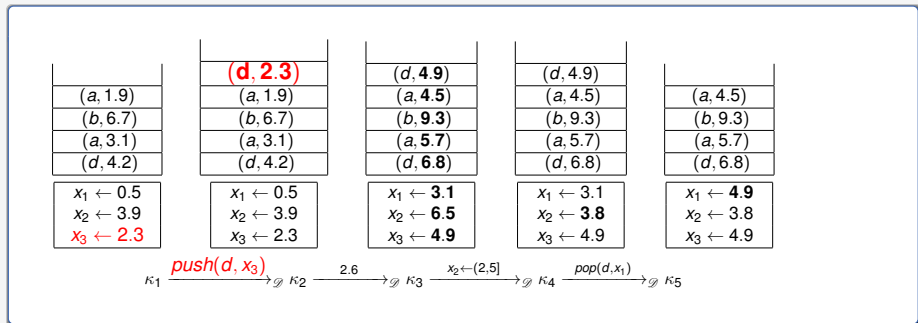 (d, 2.3) (d, 4.9) (d, 4.9)
(a, 1.9) (a, 1.9) (a, 4.5) (a, 4.5) (a, 4.5)
(b, 6.7) (b, 6.7) (b, 9.3) (b, 9.3) (b, 9.3)
(a, 3.1) (a, 3.1) (a, 5.7) (a, 5.7) (a, 5.7)
(d, 4.2) (d, 4.2) (d, 6.8) (d, 6.8) (d, 6.8)
x₁ ← 0.5 x₁ ← 0.5 x₁ ← 3.1 x₁ ← 3.1 x₁ ← 4.9
x₂ ← 3.9 x₂ ← 3.9 x₂ ← 6.5 x₂ ← 3.8 x₂ ← 3.8
x₃ ← 2.3 x₃ ← 2.3 x₃ ← 4.9 x₃ ← 4.9 x₃ ← 4.9
push(d, x₃) 2.6 x₂←(2,5] pop(d,x₁)
κ₁ ⟶𝒟 κ₂ ⟶𝒟 κ₃ ⟶𝒟 κ₄ ⟶𝒟 κ₅